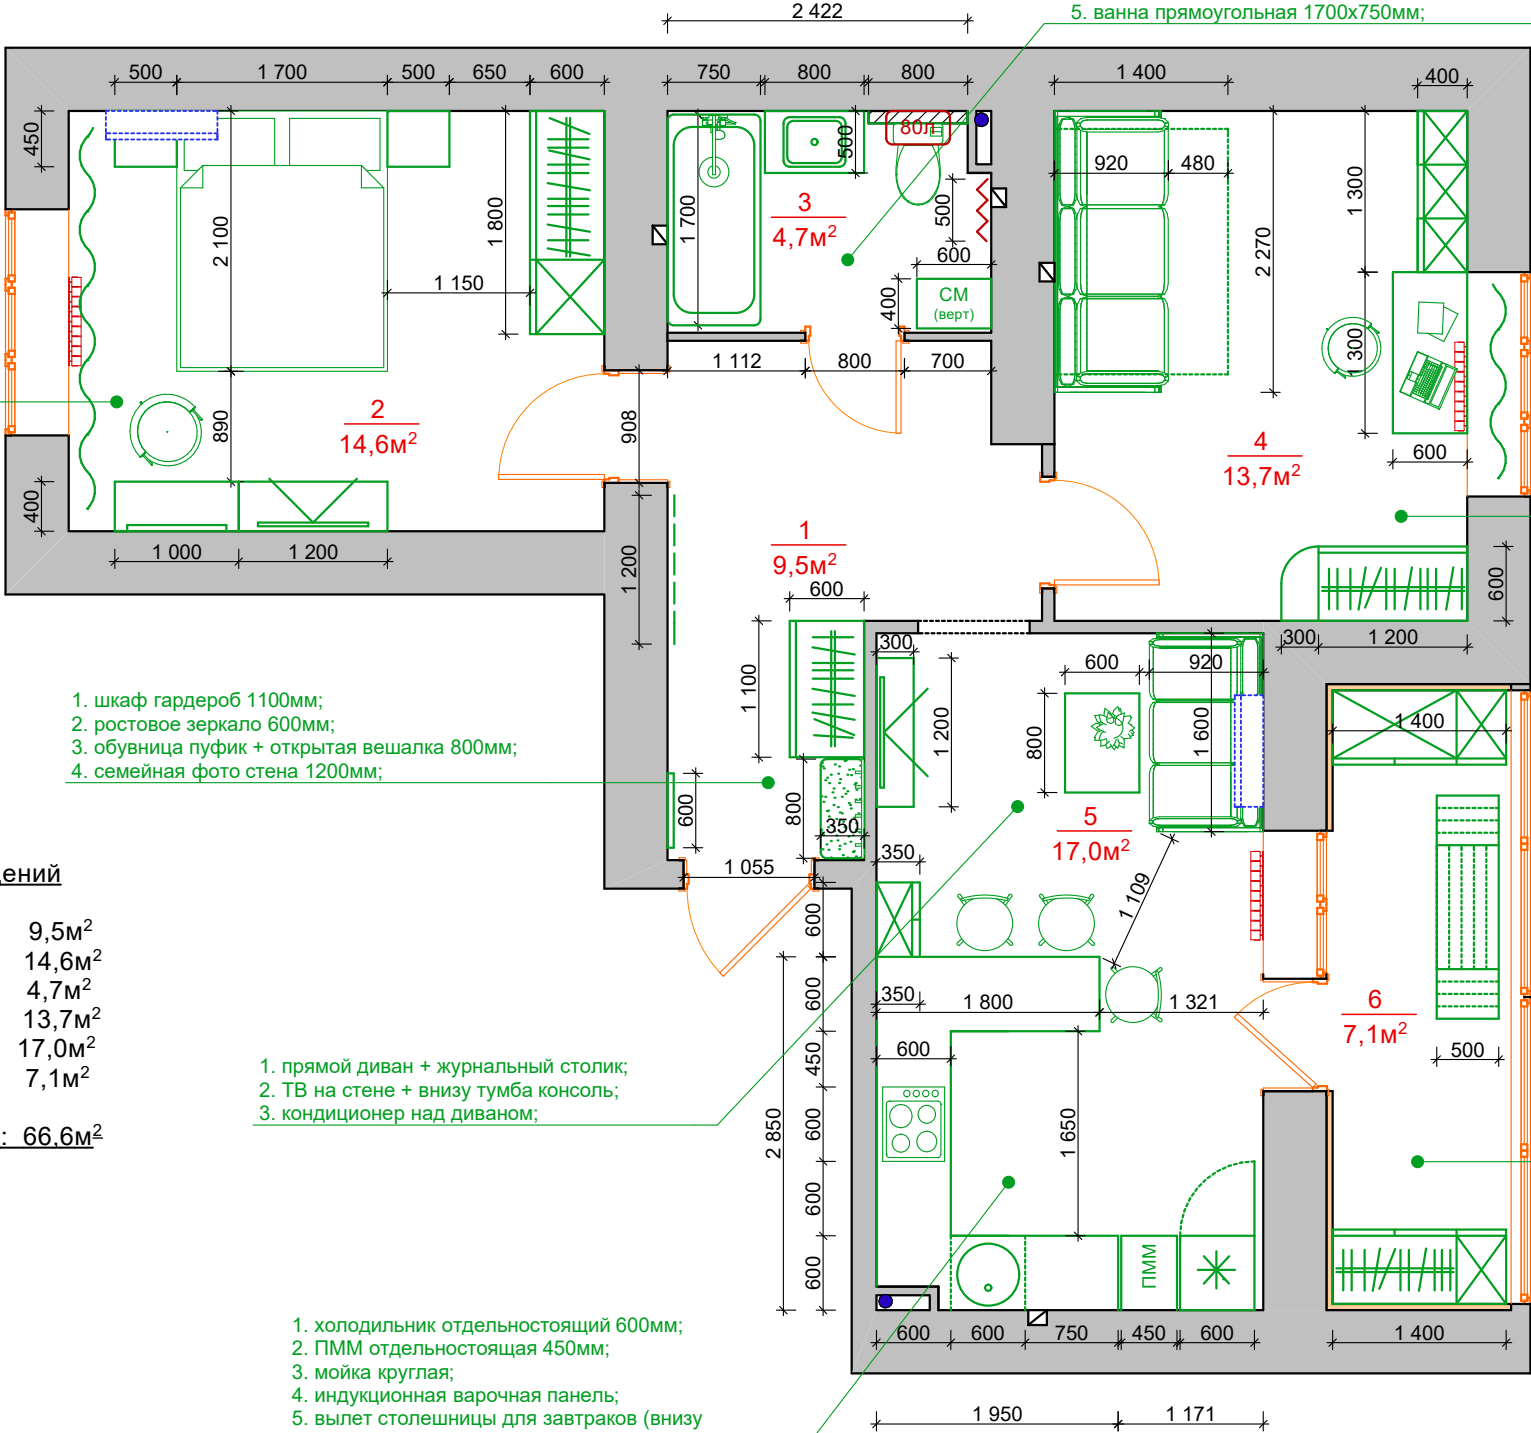 2 422
5. ванна прямоугольная 1700х750мм;
500
1 700
500
650
600
750
800
800
1 400
400
450
2 100
1 800
1 150
890
400
2
14,6м²
1 000
1 200
908
1 700
500
80л
3
4,7м²
500
600
400
СМ
(верт)
1 112
800
700
920
480
2 270
1 300
1 300
600
4
13,7м²
600
300
1 200
1
9,5м²
1 200
600
1 100
800
350
600
1 055
1. шкаф гардероб 1100мм;
2. ростовое зеркало 600мм;
3. обувница пуфик + открытая вешалка 800мм;
4. семейная фото стена 1200мм;
300
1 200
600
800
920
1 600
5
17,0м²
350
1 109
1 400
600
600
450
600
600
600
2 850
350
1 800
1 321
600
1 650
6
7,1м²
500
ПММ
дений
9,5м²
14,6м²
4,7м²
13,7м²
17,0м²
7,1м²
: 66,6м²
1. прямой диван + журнальный столик;
2. ТВ на стене + внизу тумба консоль;
3. кондиционер над диваном;
1. холодильник отдельностоящий 600мм;
2. ПММ отдельностоящая 450мм;
3. мойка круглая;
4. индукционная варочная панель;
5. вылет столешницы для завтраков (внизу
600
600
750
450
600
1 400
1 950
1 171